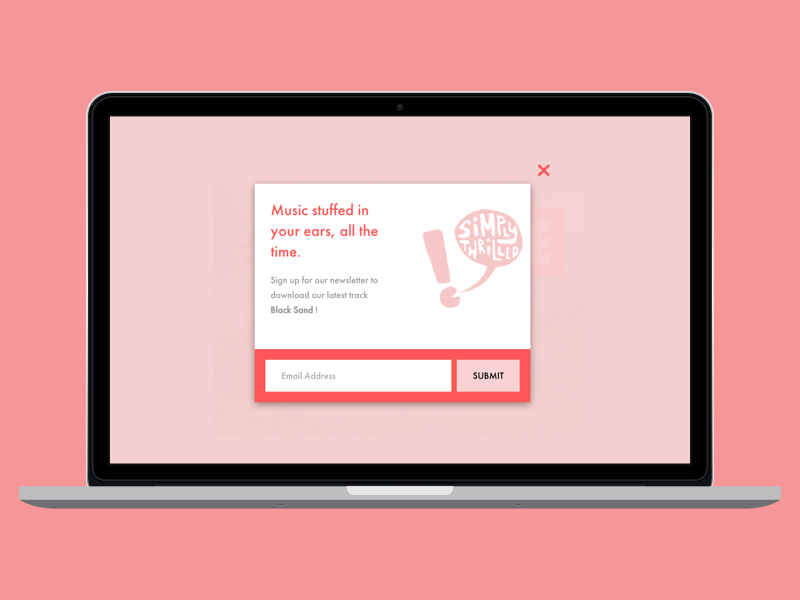 Music stuffed in
your ears, all the
time.
Sign up for our newsletter to
download our latest track
Black Sand !
SiMPLY
THRiLLED
Email Address
SUBMIT